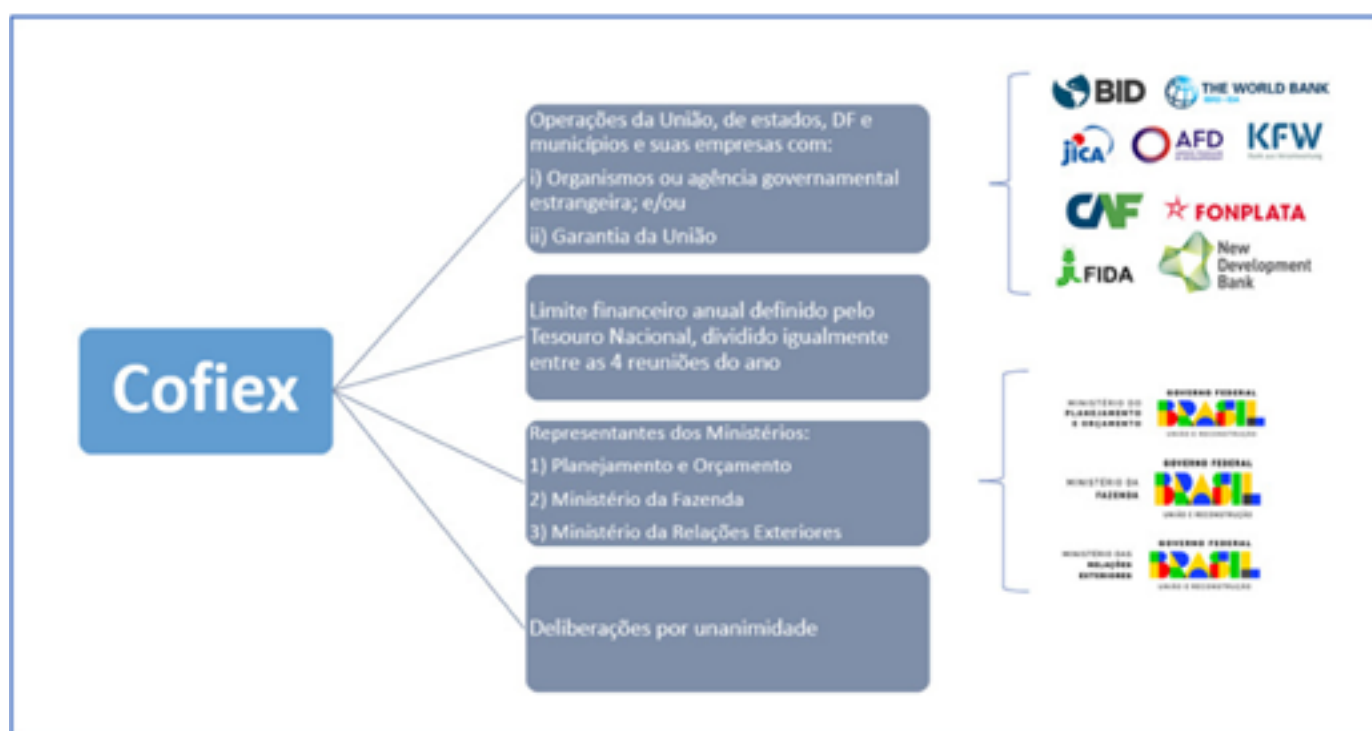 Cofiex
Operações da União, de estados, DF e
municípios e suas empresas com:
i) Organismos ou agência governamental
estrangeira; e/ou
ii) Garantia da União
Limite financeiro anual definido pelo
Tesouro Nacional, dividido igualmente
entre as 4 reuniões do ano
Representantes dos Ministérios:
1) Planejamento e Orçamento
2) Ministério da Fazenda
3) Ministério da Relações Exteriores
Deliberações por unanimidade
BID
THE WORLD BANK
jica
AFD
KFW
CAF
FONPLATA
FIDA
New
Development
Bank
MINISTÉRIO DO
PLANEJAMENTO
E ORÇAMENTO
GOVERNO FEDERAL
BRASIL
UNIÃO E RECONSTRUÇÃO
MINISTÉRIO DA
FAZENDA
GOVERNO FEDERAL
BRASIL
UNIÃO E RECONSTRUÇÃO
MINISTÉRIO DAS
RELAÇÕES
EXTERIORES
GOVERNO FEDERAL
BRASIL
UNIÃO E RECONSTRUÇÃO